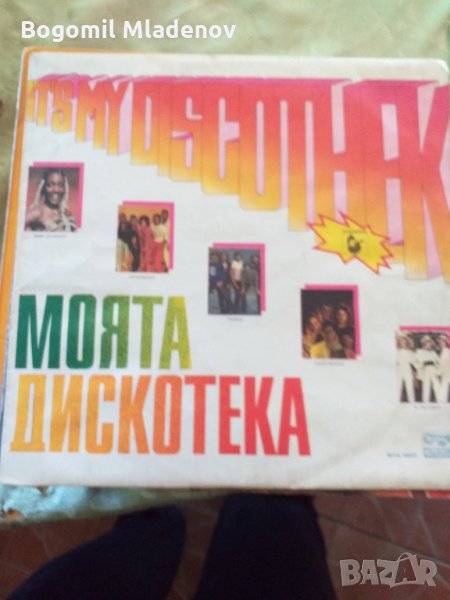 Bogomil Mladenov
IT'S MY DISCOTHEK
МОЯТА
ДИСКОТЕКА
BAZAR